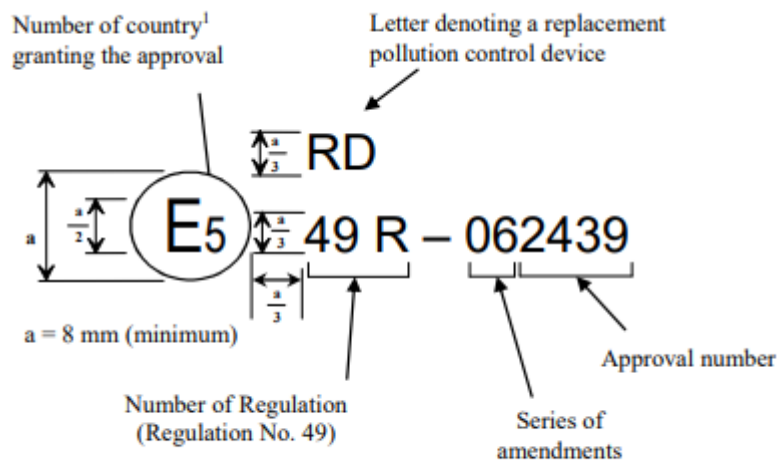 Number of country1
granting the approval
Letter denoting a replacement
pollution control device
a/3
RD
a
a/2
E5
a/3
49 R – 062439
a/3
a = 8 mm (minimum)
Approval number
Number of Regulation
(Regulation No. 49)
Series of
amendments